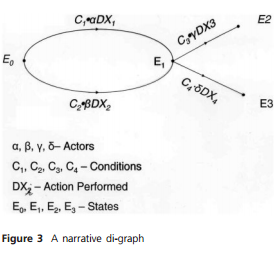 C₁•αDX₁
C₃•γDX3
E2
E₀
E₁
C₂•βDX₂
C₄·δDX₄
E3
α, β, γ, δ– Actors
C₁, C₂, C₃, C₄ – Conditions
DX – Action Performed
E₀, E₁, E₂, E₃ – States
Figure 3 A narrative di-graph